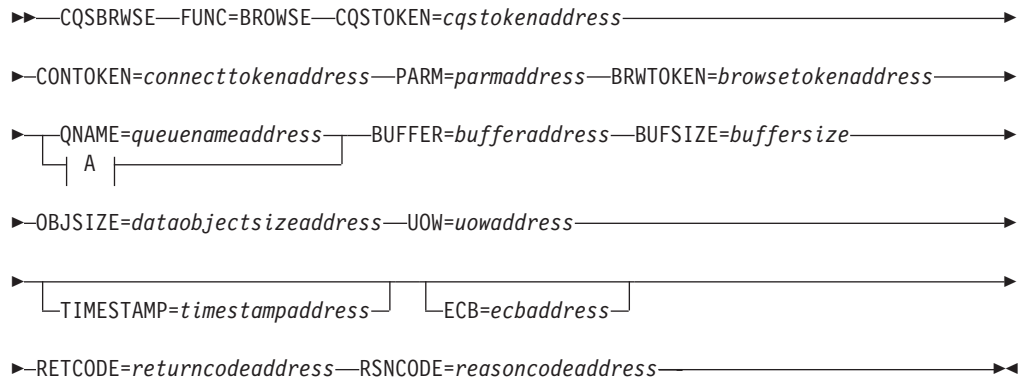 CQSBRWSE FUNC=BROWSE CQSTOKEN=cqstokenaddress
CONTOKEN=connecttokenaddress PARM=parmaddress BRWTOKEN=browsetokenaddress
QNAME=queuenameaddress BUFFER=bufferaddress BUFSIZE=buffersize
A
OBJSIZE=dataobjectsizeaddress UOW=uowaddress
TIMESTAMP=timestampaddress ECB=ecbaddress
RETCODE=returncodeaddress RSNCODE=reasoncodeaddress